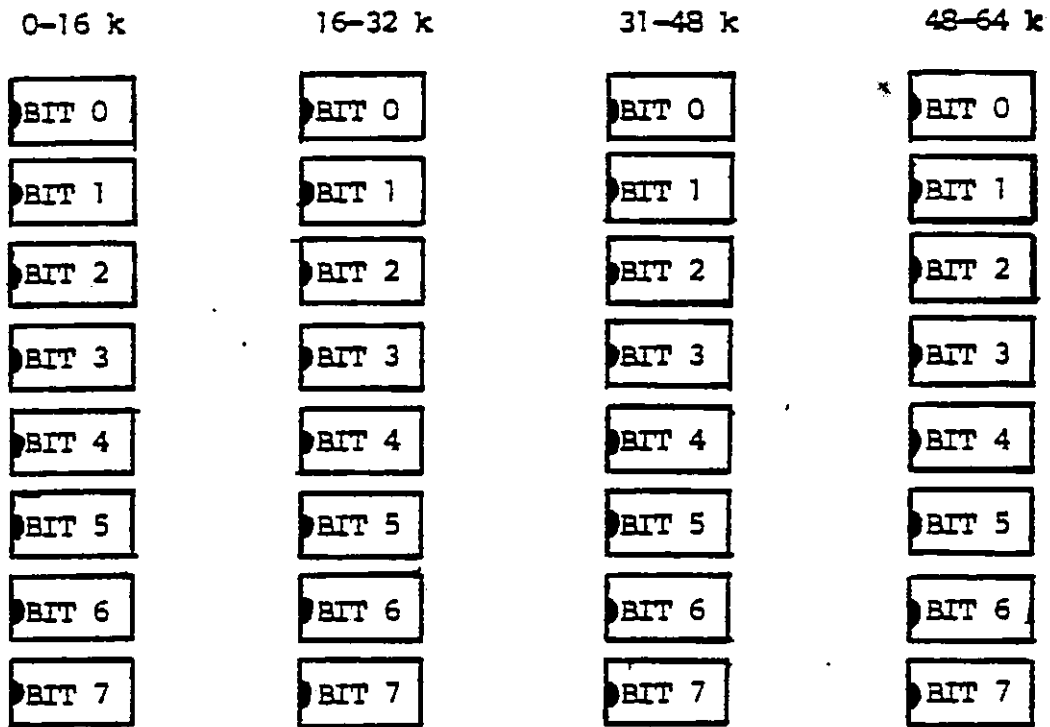 0-16 k 16-32 k 31-48 k 48-64 k
BIT 0 BIT 0 BIT 0 BIT 0
BIT 1 BIT 1 BIT 1 BIT 1
BIT 2 BIT 2 BIT 2 BIT 2
BIT 3 BIT 3 BIT 3 BIT 3
BIT 4 BIT 4 BIT 4 BIT 4
BIT 5 BIT 5 BIT 5 BIT 5
BIT 6 BIT 6 BIT 6 BIT 6
BIT 7 BIT 7 BIT 7 BIT 7